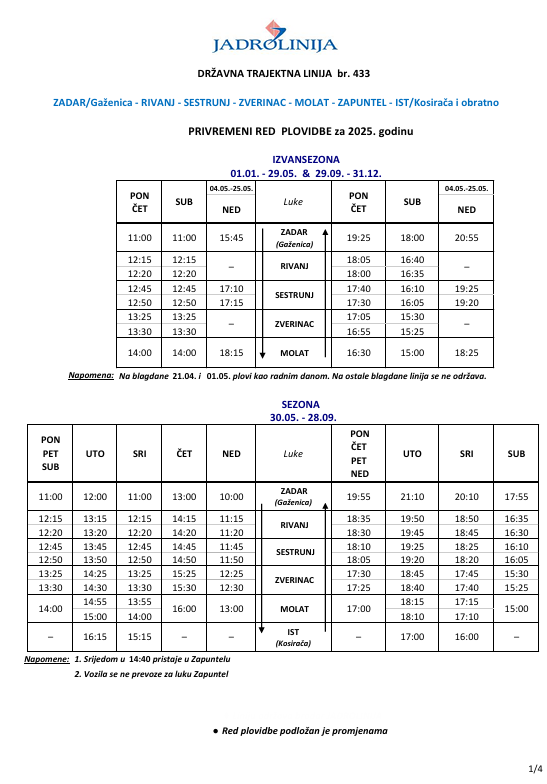 JADROLINIJA
DRŽAVNA TRAJEKTNA LINIJA br. 433
ZADAR/Gaženica - RIVANJ - SESTRUNJ - ZVERINAC - MOLAT - ZAPUNTEL - IST/Kosirača i obratno
PRIVREMENI RED PLOVIDBE za 2025. godinu
IZVANSEZONA
01.01. - 29.05. & 29.09. - 31.12.
PON ČET SUB 04.05.-25.05. NED Luke PON ČET SUB 04.05.-25.05. NED
11:00 11:00 15:45 ZADAR (Gaženica) 19:25 18:00 20:55
12:15 12:15 – RIVANJ 18:05 16:40 –
12:20 12:20 18:00 16:35
12:45 12:45 17:10 SESTRUNJ 17:40 16:10 19:25
12:50 12:50 17:15 17:30 16:05 19:20
13:25 13:25 – ZVERINAC 17:05 15:30 –
13:30 13:30 16:55 15:25
14:00 14:00 18:15 MOLAT 16:30 15:00 18:25
Napomena: Na blagdane 21.04. i 01.05. plovi kao radnim danom. Na ostale blagdane linija se ne održava.
SEZONA
30.05. - 28.09.
PON PET SUB UTO SRI ČET NED Luke PON ČET PET NED UTO SRI SUB
11:00 12:00 11:00 13:00 10:00 ZADAR (Gaženica) 19:55 21:10 20:10 17:55
12:15 13:15 12:15 14:15 11:15 RIVANJ 18:35 19:50 18:50 16:35
12:20 13:20 12:20 14:20 11:20 18:30 19:45 18:45 16:30
12:45 13:45 12:45 14:45 11:45 SESTRUNJ 18:10 19:25 18:25 16:10
12:50 13:50 12:50 14:50 11:50 18:05 19:20 18:20 16:05
13:25 14:25 13:25 15:25 12:25 ZVERINAC 17:30 18:45 17:45 15:30
13:30 14:30 13:30 15:30 12:30 17:25 18:40 17:40 15:25
14:00 14:55 13:55 16:00 13:00 MOLAT 17:00 18:15 17:15 15:00
15:00 14:00 18:10 17:10
– 16:15 15:15 – – IST (Kosirača) – 17:00 16:00 –
Napomene: 1. Srijedom u 14:40 pristaje u Zapuntelu
2. Vozila se ne prevoze za luku Zapuntel
● Red plovidbe podložan je promjenama
1/4